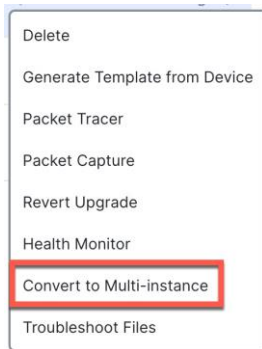 Delete
Generate Template from Device
Packet Tracer
Packet Capture
Revert Upgrade
Health Monitor
Convert to Multi-instance
Troubleshoot Files